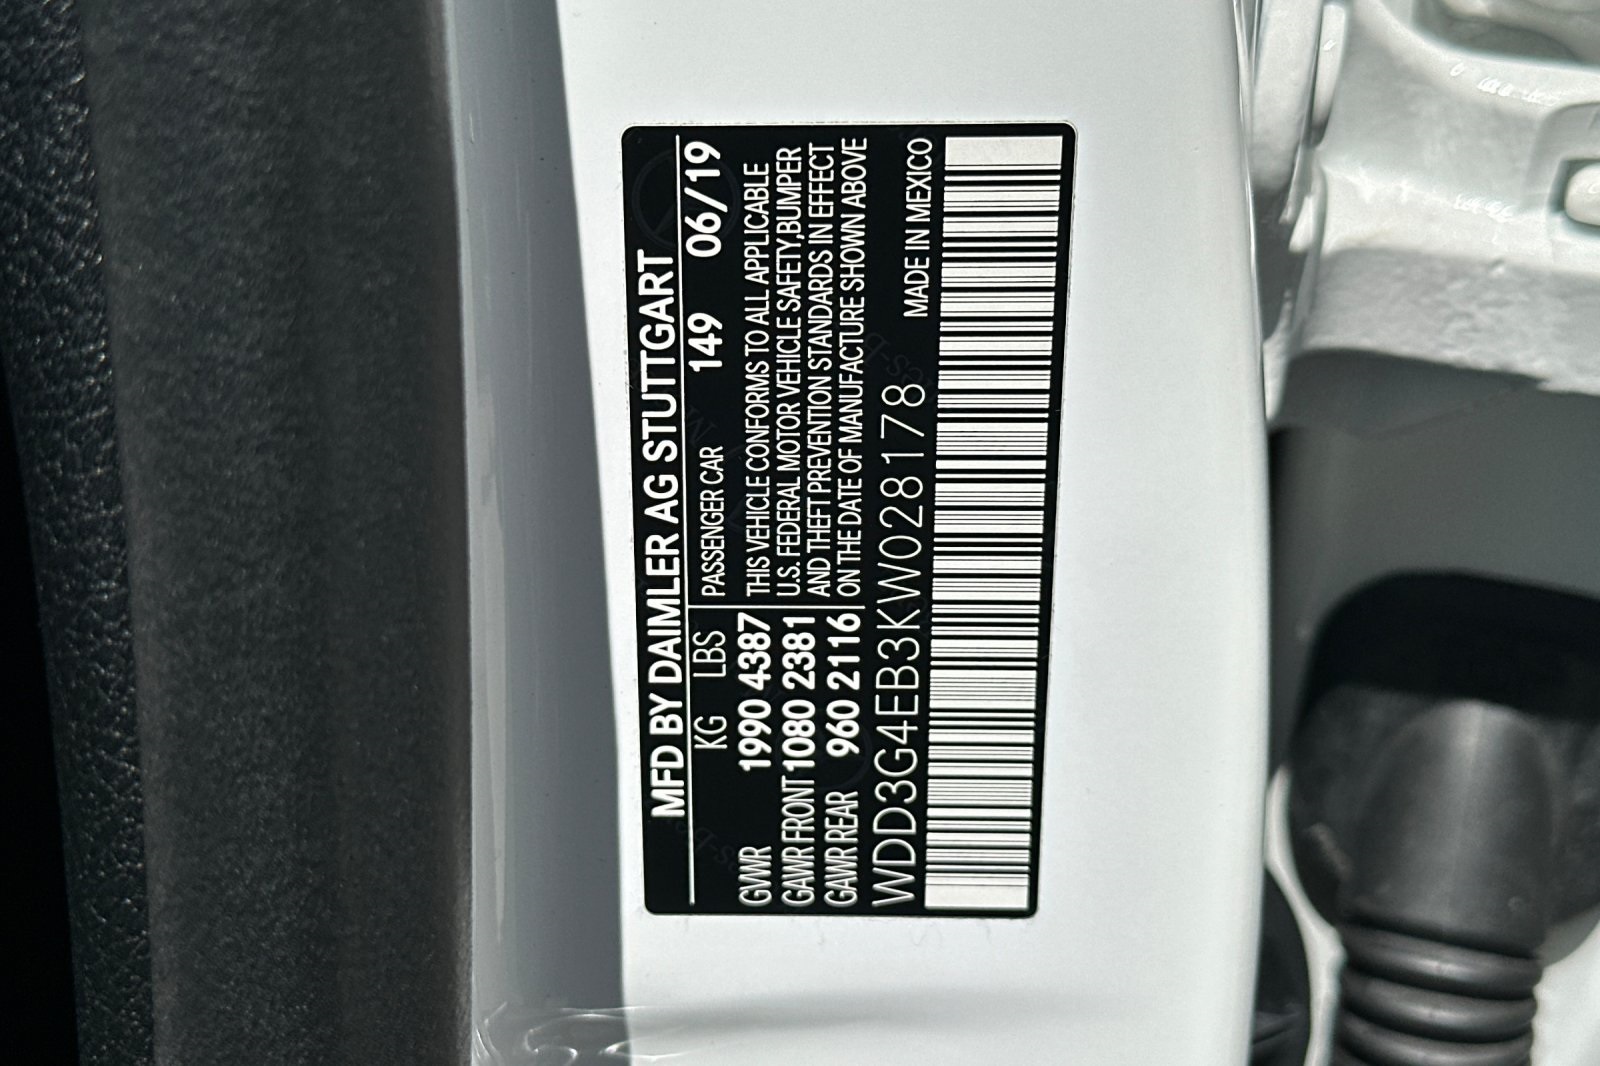 MFD BY DAIMLER AG STUTTGART
KG LBS PASSENGER CAR 149 06/19
GVWR 1990 4387 THIS VEHICLE CONFORMS TO ALL APPLICABLE
U.S. FEDERAL MOTOR VEHICLE SAFETY,BUMPER
GAWR FRONT 1080 2381 AND THEFT PREVENTION STANDARDS IN EFFECT
GAWR REAR 960 2116 ON THE DATE OF MANUFACTURE SHOWN ABOVE
WDD3G4EB3KW028178 MADE IN MEXICO